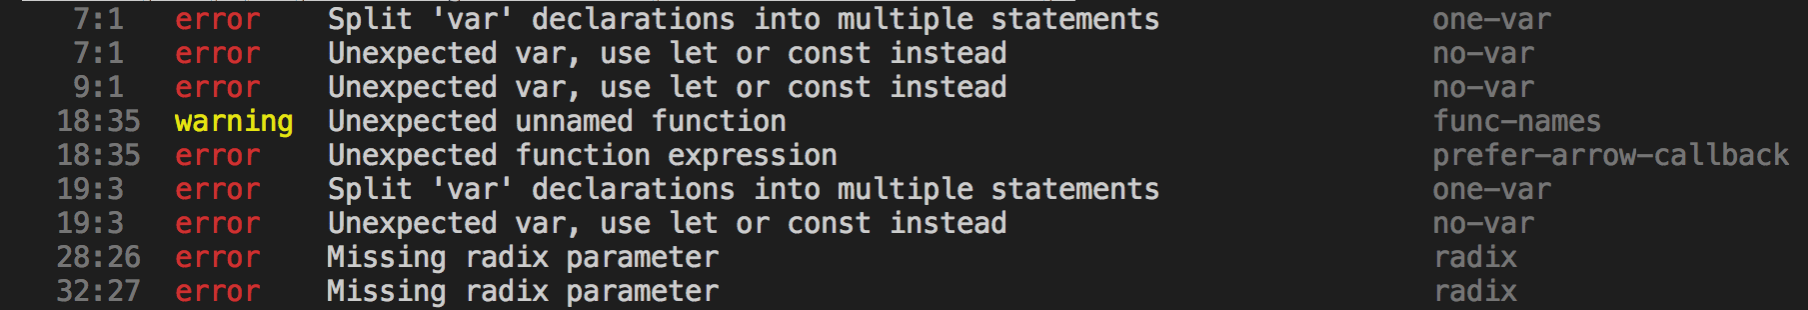 7:1 error Split 'var' declarations into multiple statements one-var
7:1 error Unexpected var, use let or const instead no-var
9:1 error Unexpected var, use let or const instead no-var
18:35 warning Unexpected unnamed function func-names
18:35 error Unexpected function expression prefer-arrow-callback
19:3 error Split 'var' declarations into multiple statements one-var
19:3 error Unexpected var, use let or const instead no-var
28:26 error Missing radix parameter radix
32:27 error Missing radix parameter radix